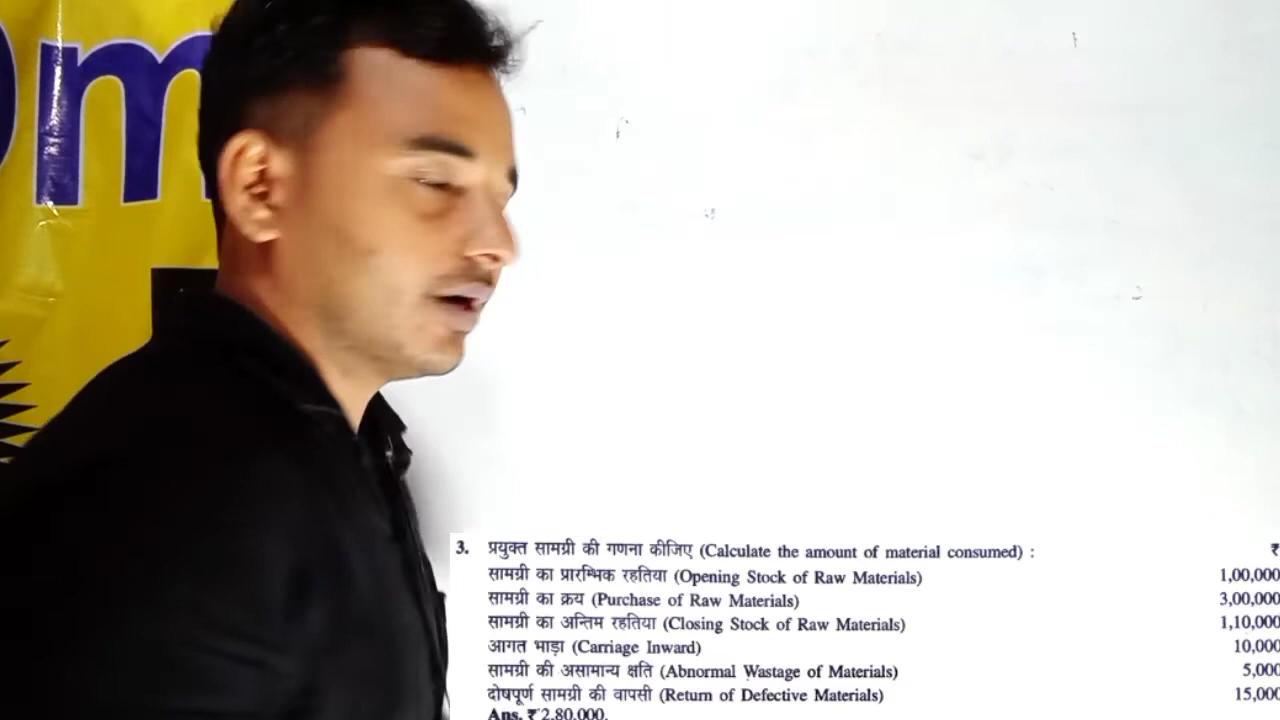 om
3. प्रयुक्त सामग्री की गणना कीजिए (Calculate the amount of material consumed) : ₹
सामग्री का प्रारम्भिक रहतिया (Opening Stock of Raw Materials) 1,00,000
सामग्री का क्रय (Purchase of Raw Materials) 3,00,000
सामग्री का अन्तिम रहतिया (Closing Stock of Raw Materials) 1,10,000
आगत भाड़ा (Carriage Inward) 10,000
सामग्री की असामान्य क्षति (Abnormal Wastage of Materials) 5,000
दोषपूर्ण सामग्री की वापसी (Return of Defective Materials) 15,000
Ans. ₹ 2,80,000.